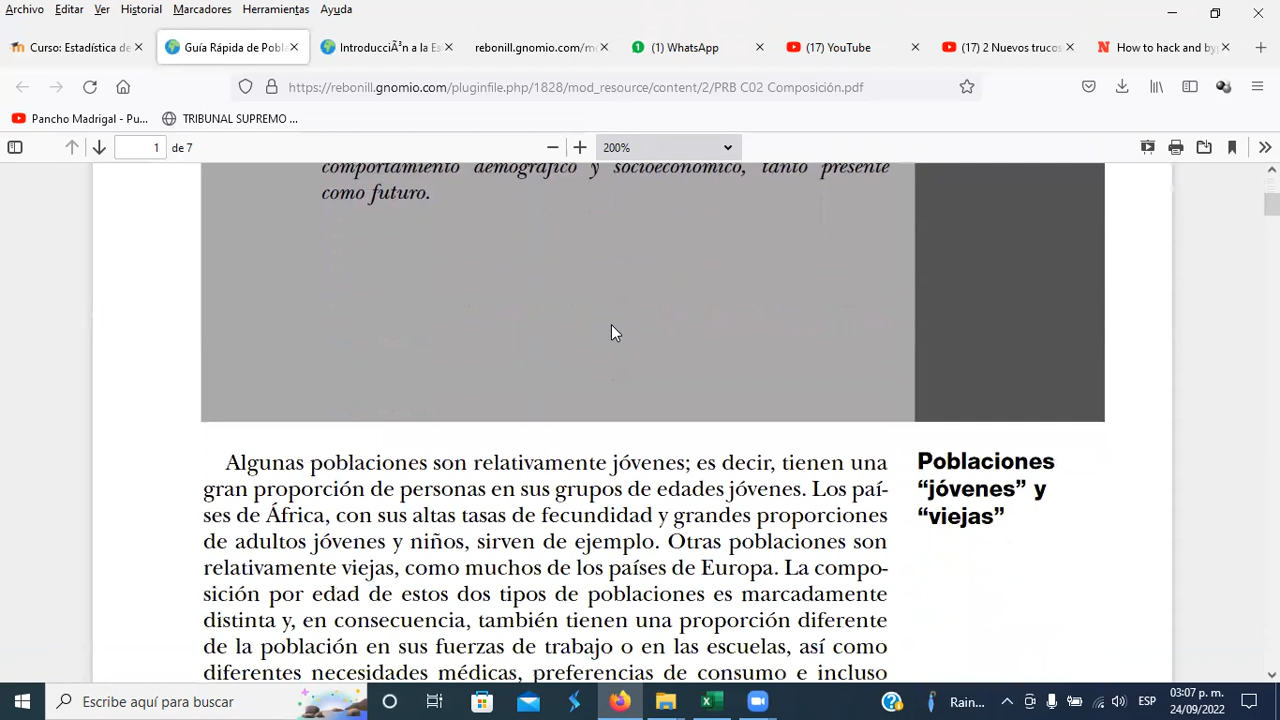 Archivo Editar Ver Historial Marcadores Herramientas Ayuda
Curso: Estadística de
Guía Rápida de Pobla
IntroducciÃ³n a la Es
rebonill.gnomio.com/mo
(1) WhatsApp
(17) YouTube
(17) 2 Nuevos trucos
How to hack and byp
https://rebonill.gnomio.com/pluginfile.php/1828/mod_resource/content/2/PRB C02 Composición.pdf
Pancho Madrigal - Pu...
TRIBUNAL SUPREMO ...
1 de 7
200%
comportamiento demográfico y socioeconómico, tanto presente
como futuro.
Algunas poblaciones son relativamente jóvenes; es decir, tienen una
gran proporción de personas en sus grupos de edades jóvenes. Los paí-
ses de África, con sus altas tasas de fecundidad y grandes proporciones
de adultos jóvenes y niños, sirven de ejemplo. Otras poblaciones son
relativamente viejas, como muchos de los países de Europa. La compo-
sición por edad de estos dos tipos de poblaciones es marcadamente
distinta y, en consecuencia, también tienen una proporción diferente
de la población en sus fuerzas de trabajo o en las escuelas, así como
diferentes necesidades médicas, preferencias de consumo e incluso
Poblaciones
“jóvenes” y
“viejas”
Escribe aquí para buscar
Rain...
ESP
03:07 p. m.
24/09/2022